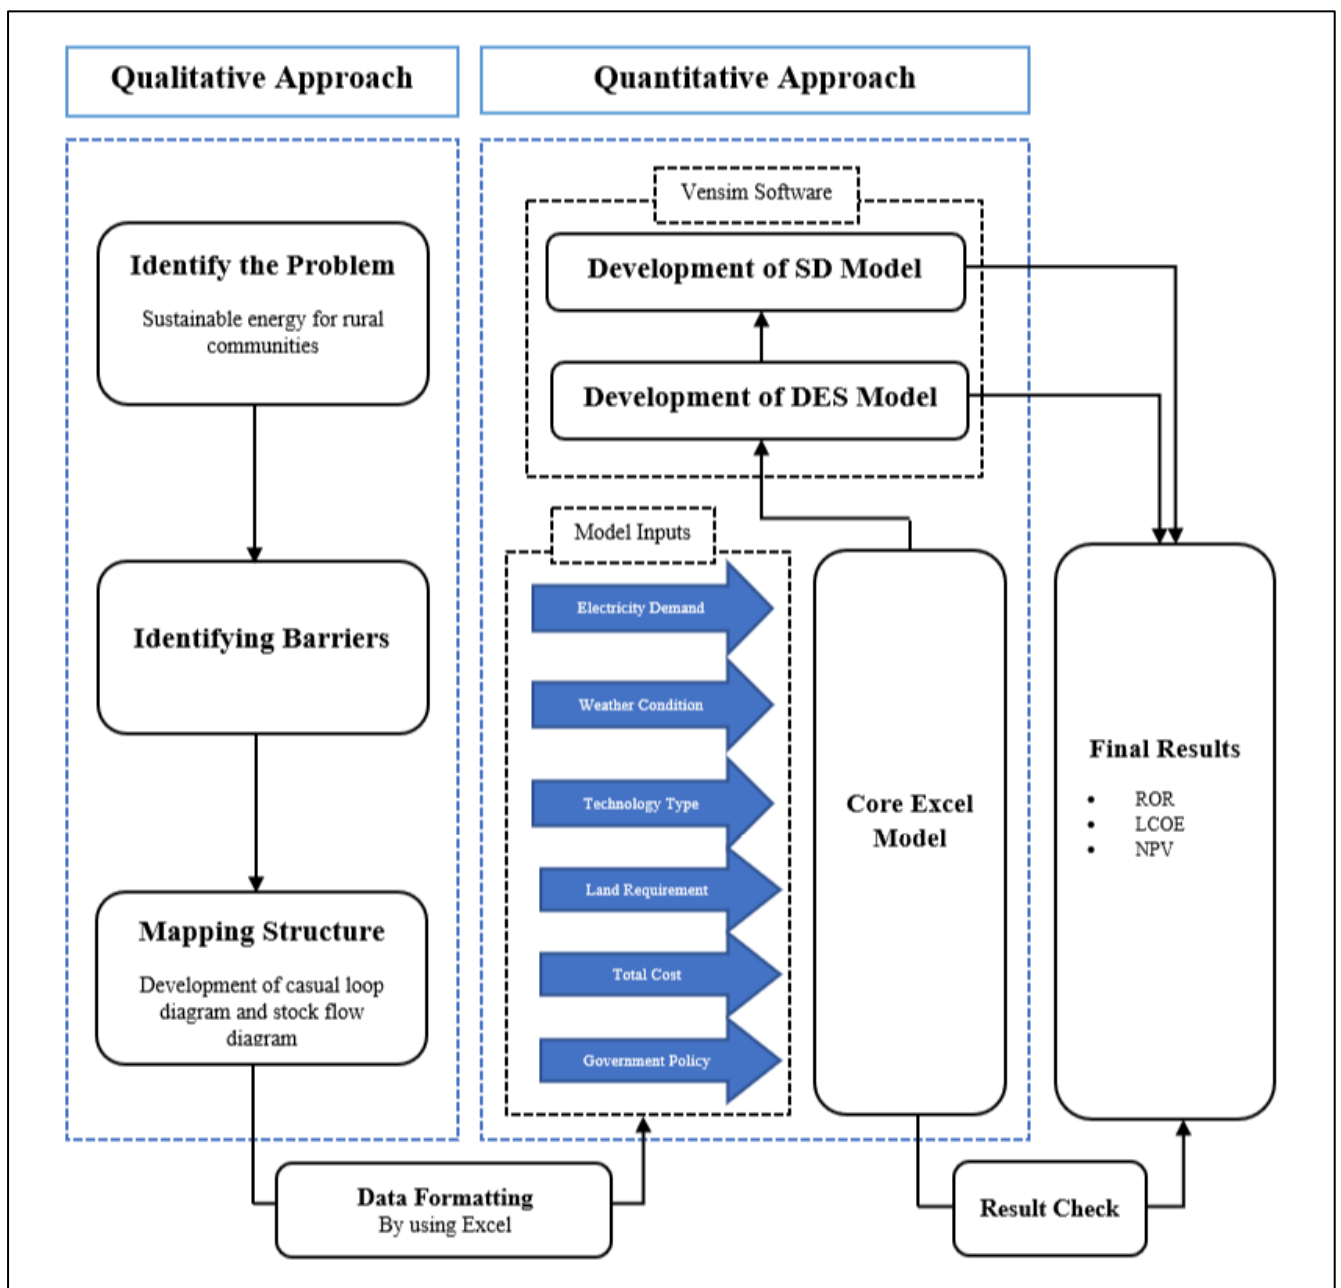 Qualitative Approach
Quantitative Approach
Identify the Problem
Sustainable energy for rural
communities
Identifying Barriers
Mapping Structure
Development of casual loop
diagram and stock flow
diagram
Data Formatting
By using Excel
Vensim Software
Development of SD Model
Development of DES Model
Model Inputs
Electricity Demand
Weather Condition
Technology Type
Land Requirement
Total Cost
Government Policy
Core Excel
Model
Result Check
Final Results
• ROR
• LCOE
• NPV